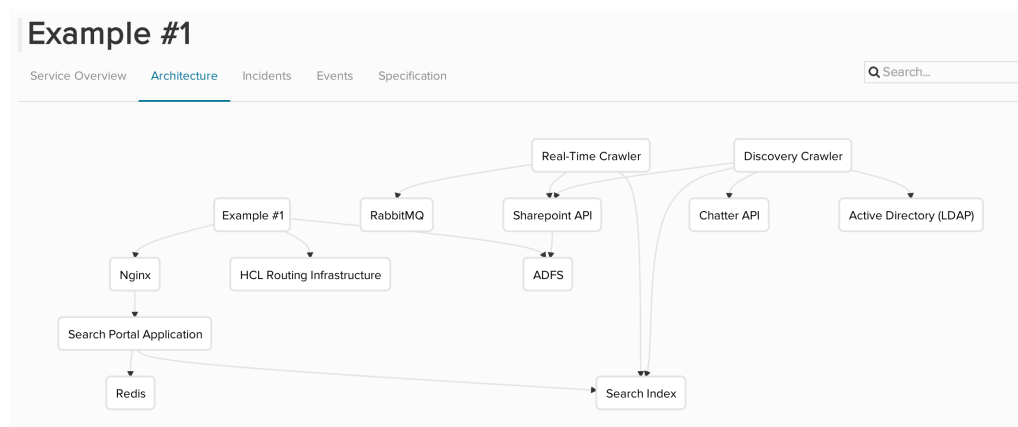 Example #1
Service Overview
Architecture
Incidents
Events
Specification
Search...
Real-Time Crawler
Discovery Crawler
Example #1
RabbitMQ
Sharepoint API
Chatter API
Active Directory (LDAP)
Nginx
HCL Routing Infrastructure
ADFS
Search Portal Application
Redis
Search Index